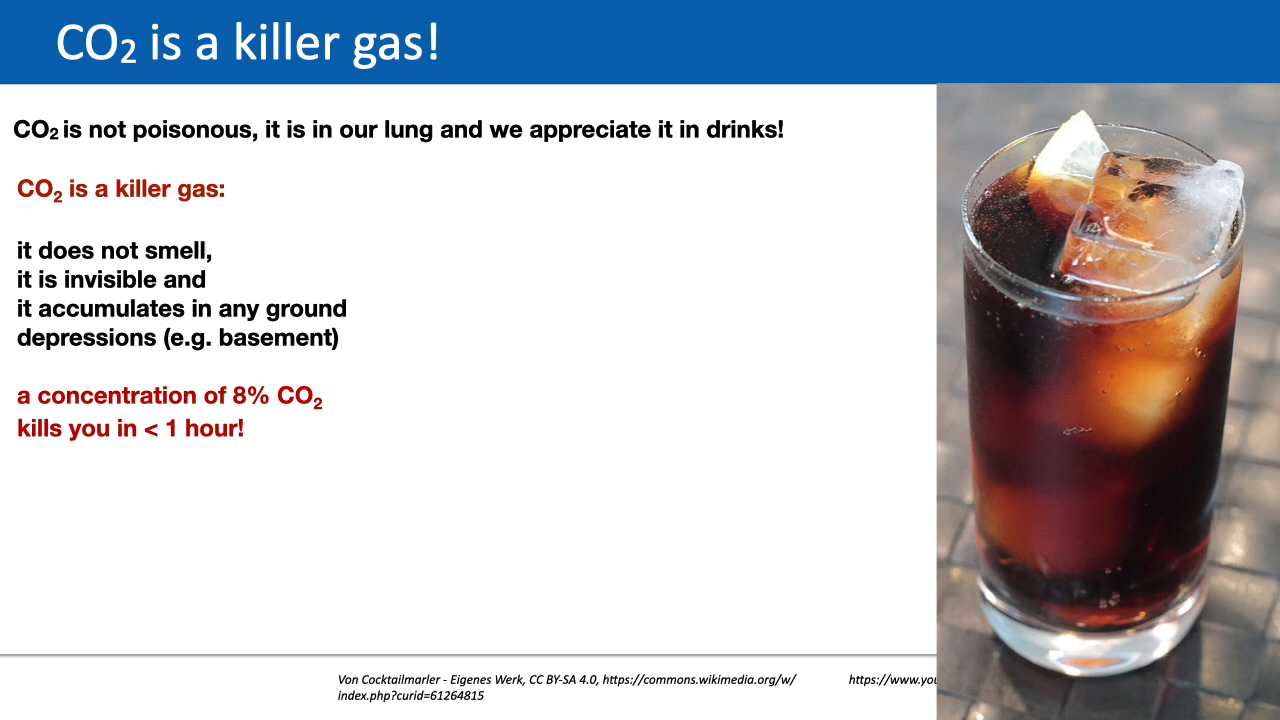 CO₂ is a killer gas!
CO₂ is not poisonous, it is in our lung and we appreciate it in drinks!
CO₂ is a killer gas:
it does not smell,
it is invisible and
it accumulates in any ground
depressions (e.g. basement)
a concentration of 8% CO₂
kills you in < 1 hour!
Von Cocktailmarler - Eigenes Werk, CC BY-SA 4.0, https://commons.wikimedia.org/w/
index.php?curid=61264815
https://www.you